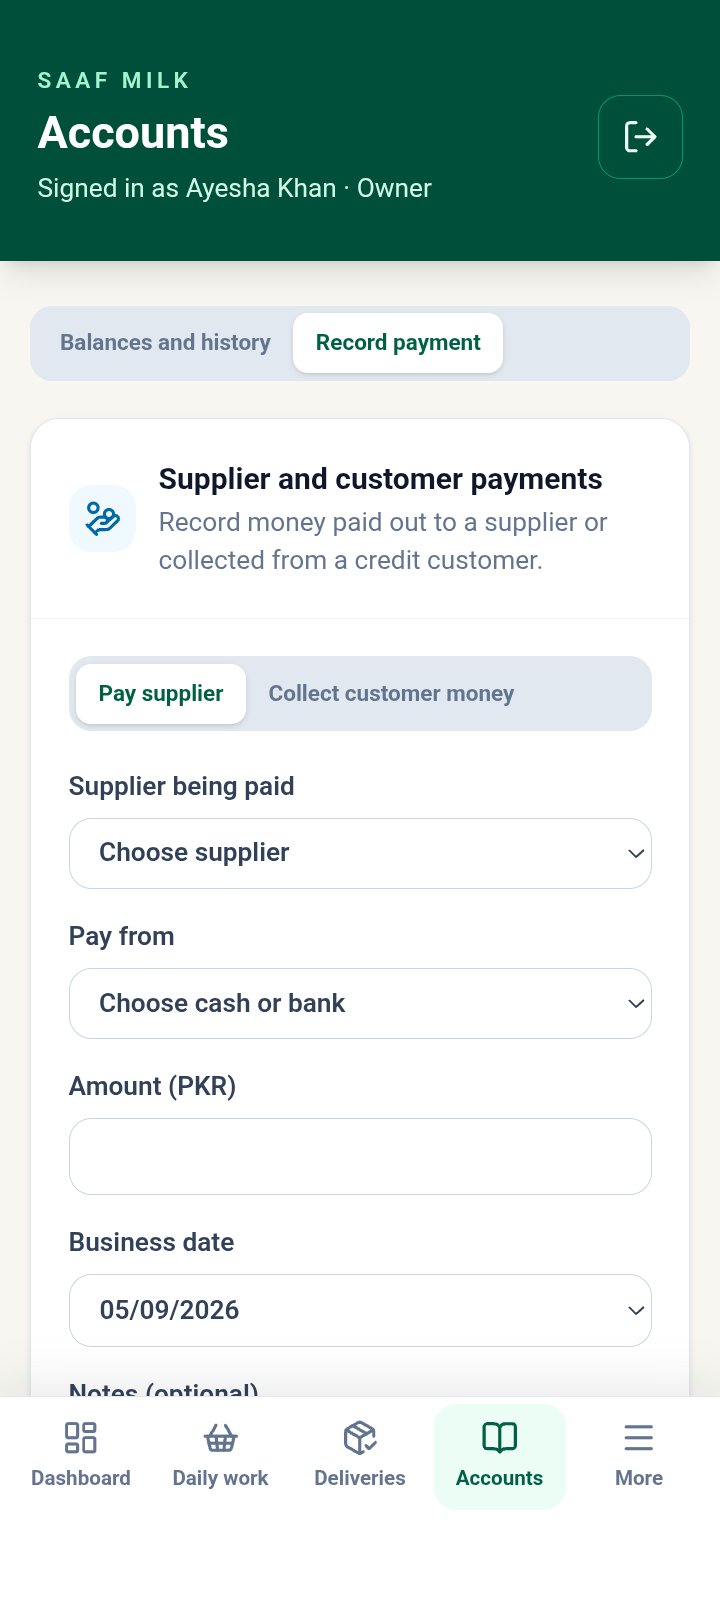 SAAF MILK
Accounts
Signed in as Ayesha Khan · Owner
Balances and history
Record payment
Supplier and customer payments
Record money paid out to a supplier or
collected from a credit customer.
Pay supplier
Collect customer money
Supplier being paid
Choose supplier
Pay from
Choose cash or bank
Amount (PKR)
Business date
05/09/2026
Notes (optional)
Dashboard
Daily work
Deliveries
Accounts
More